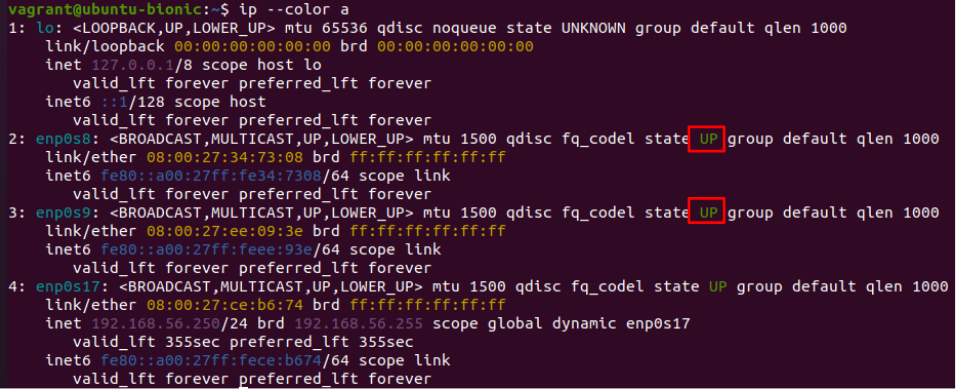 vagrant@ubuntu-bionic:~$ ip --color a
1: lo: <LOOPBACK,UP,LOWER_UP> mtu 65536 qdisc noqueue state UNKNOWN group default qlen 1000
    link/loopback 00:00:00:00:00:00 brd 00:00:00:00:00:00
    inet 127.0.0.1/8 scope host lo
       valid_lft forever preferred_lft forever
    inet6 ::1/128 scope host
       valid_lft forever preferred_lft forever
2: enp0s8: <BROADCAST,MULTICAST,UP,LOWER_UP> mtu 1500 qdisc fq_codel state UP group default qlen 1000
    link/ether 08:00:27:34:73:08 brd ff:ff:ff:ff:ff:ff
    inet6 fe80::a00:27ff:fe34:7308/64 scope link
       valid_lft forever preferred_lft forever
3: enp0s9: <BROADCAST,MULTICAST,UP,LOWER_UP> mtu 1500 qdisc fq_codel state UP group default qlen 1000
    link/ether 08:00:27:ee:09:3e brd ff:ff:ff:ff:ff:ff
    inet6 fe80::a00:27ff:feee:93e/64 scope link
       valid_lft forever preferred_lft forever
4: enp0s17: <BROADCAST,MULTICAST,UP,LOWER_UP> mtu 1500 qdisc fq_codel state UP group default qlen 1000
    link/ether 08:00:27:ce:b6:74 brd ff:ff:ff:ff:ff:ff
    inet 192.168.56.250/24 brd 192.168.56.255 scope global dynamic enp0s17
       valid_lft 355sec preferred_lft 355sec
    inet6 fe80::a00:27ff:fece:b674/64 scope link
       valid_lft forever preferred_lft forever